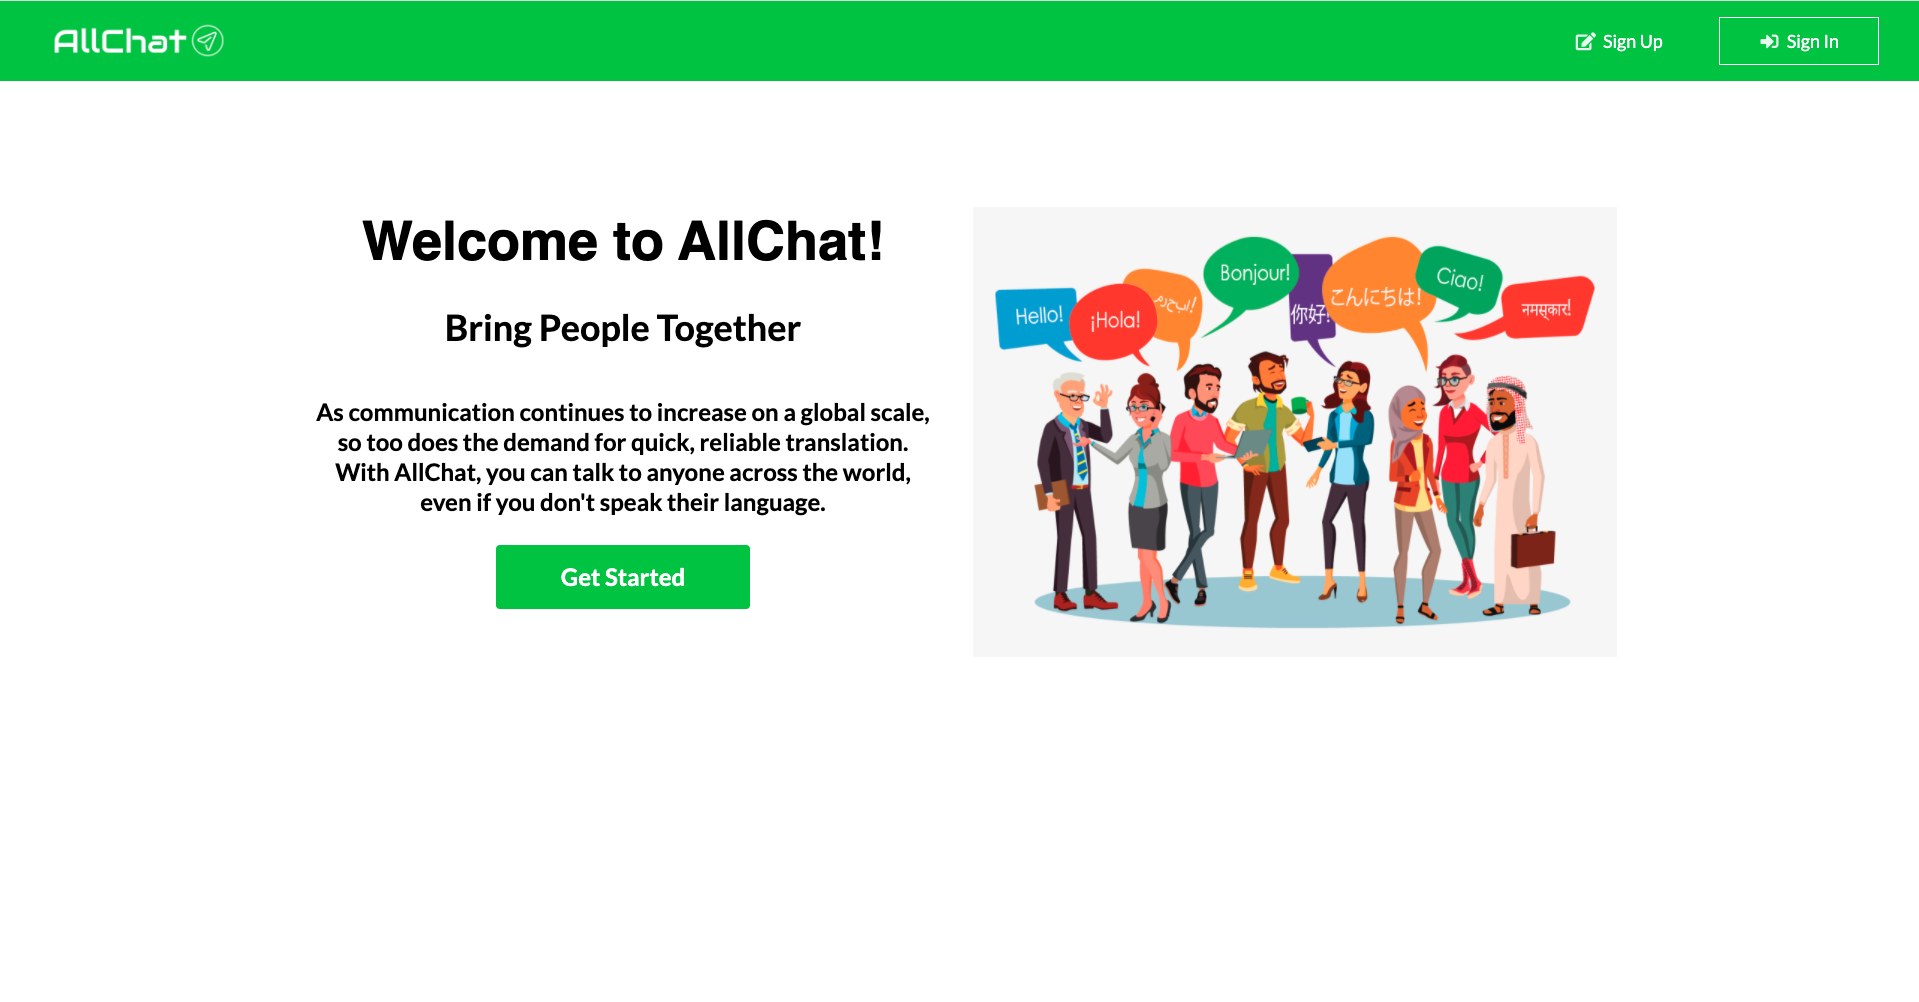 AllChat
Sign Up
Sign In
Welcome to AllChat!
Bring People Together
As communication continues to increase on a global scale,
so too does the demand for quick, reliable translation.
With AllChat, you can talk to anyone across the world,
even if you don't speak their language.
Get Started
Hello!
¡Hola!
Bonjour!
你好!
こんにちは!
Ciao!
नमस्कार!